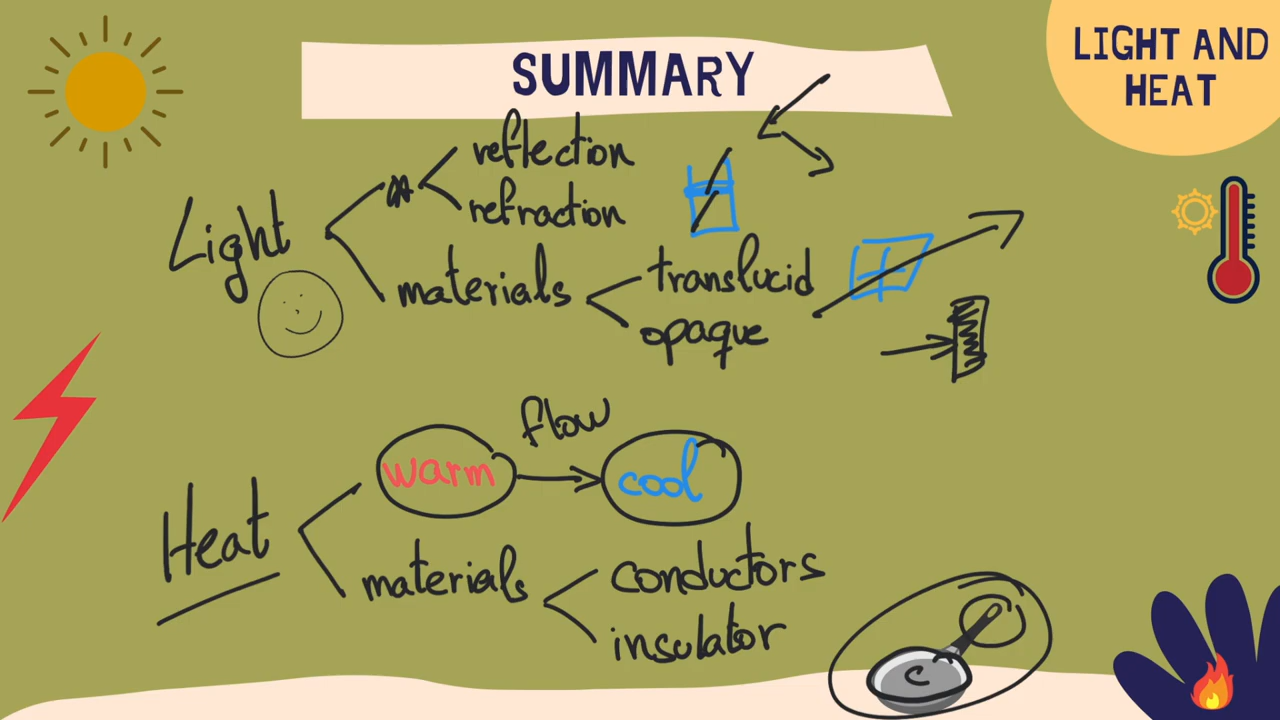 SUMMARY
LIGHT AND
HEAT
Light
reflection
refraction
materials
translucid
opaque
flow
warm
cool
Heat
materials
conductors
insulator
C